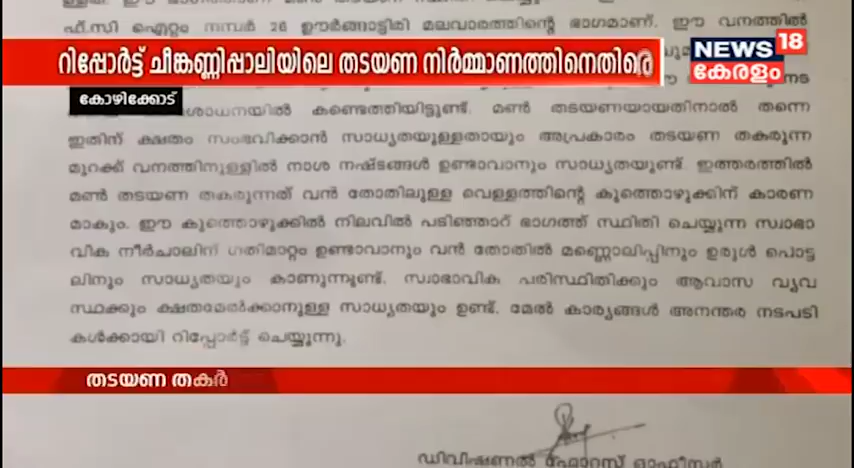 എഫ്.സി ഐറ്റം നമ്പർ 26 ഊർങ്ങാട്ടിരി മലവാരത്തിന്റെ ഭാഗമാണ്. ഈ വനത്തിൽ
റിപ്പോർട്ട് ചീങ്കണ്ണിപ്പാലിയിലെ തടയണ നിർമ്മാണത്തിനെതിരെ
NEWS 18
കേരളം
കോഴിക്കോട്
കണ്ടെത്തിയിട്ടുണ്ട്. മൺ തടയണയായതിനാൽ തന്നെ
ഇതിന് ക്ഷതം സംഭവിക്കാൻ സാധ്യതയുള്ളതായും അപ്രകാരം തടയണ തകരുന്ന
മുറക്ക് വനത്തിനുള്ളിൽ നാശ നഷ്ടങ്ങൾ ഉണ്ടാവാനും സാധ്യതയുണ്ട്. ഇത്തരത്തിൽ
മൺ തടയണ തകരുന്നത് വൻ തോതിലുള്ള വെള്ളത്തിന്റെ കുത്തൊഴുക്കിന് കാരണ
മാകും. ഈ കുത്തൊഴുക്കിൽ നിലവിൽ പടിഞ്ഞാറ് ഭാഗത്ത് സ്ഥിതി ചെയ്യുന്ന സ്വാഭാ
വിക നീർചാലിന് ഗതിമാറ്റം ഉണ്ടാവാനും വൻ തോതിൽ മണ്ണൊലിപ്പിനും ഉരുൾ പൊട്ട
ലിനും സാധ്യതയും കാണുന്നുണ്ട്. സ്വാഭാവിക പരിസ്ഥിതിക്കും ആവാസ വ്യവ
സ്ഥക്കും ക്ഷതമേൽക്കാനുള്ള സാധ്യതയും ഉണ്ട്. മേൽ കാര്യങ്ങൾ അനന്തര നടപടി
കൾക്കായി റിപ്പോർട്ട് ചെയ്യുന്നു.
തടയണ തകർ
ഡിവിഷണൽ ഫോറസ്റ്റ് ഓഫീസർ